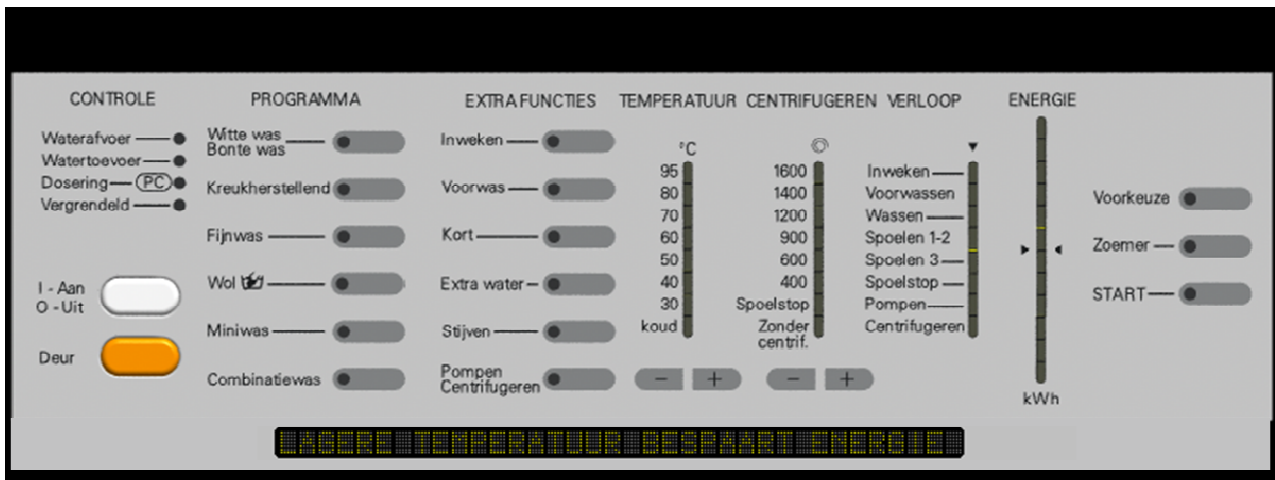 CONTROLE
Waterafvoer
Watertoevoer
Dosering PC
Vergrendeld
I - Aan
O - Uit
Deur
PROGRAMMA
Witte was
Bonte was
Kreukherstellend
Fijnwas
Wol
Miniwas
Combinatiewas
EXTRA FUNCTIES
Inweken
Voorwas
Kort
Extra water
Stijven
Pompen
Centrifugeren
TEMPERATUUR
°C
95
80
70
60
50
40
30
koud
- +
CENTRIFUGEREN
1600
1400
1200
900
600
400
Spoelstop
Zonder
centrif.
- +
VERLOOP
Inweken
Voorwassen
Wassen
Spoelen 1-2
Spoelen 3
Spoelstop
Pompen
Centrifugeren
ENERGIE
kWh
Voorkeuze
Zoemer
START
LAGERE TEMPERATUUR BESPAART ENERGIE